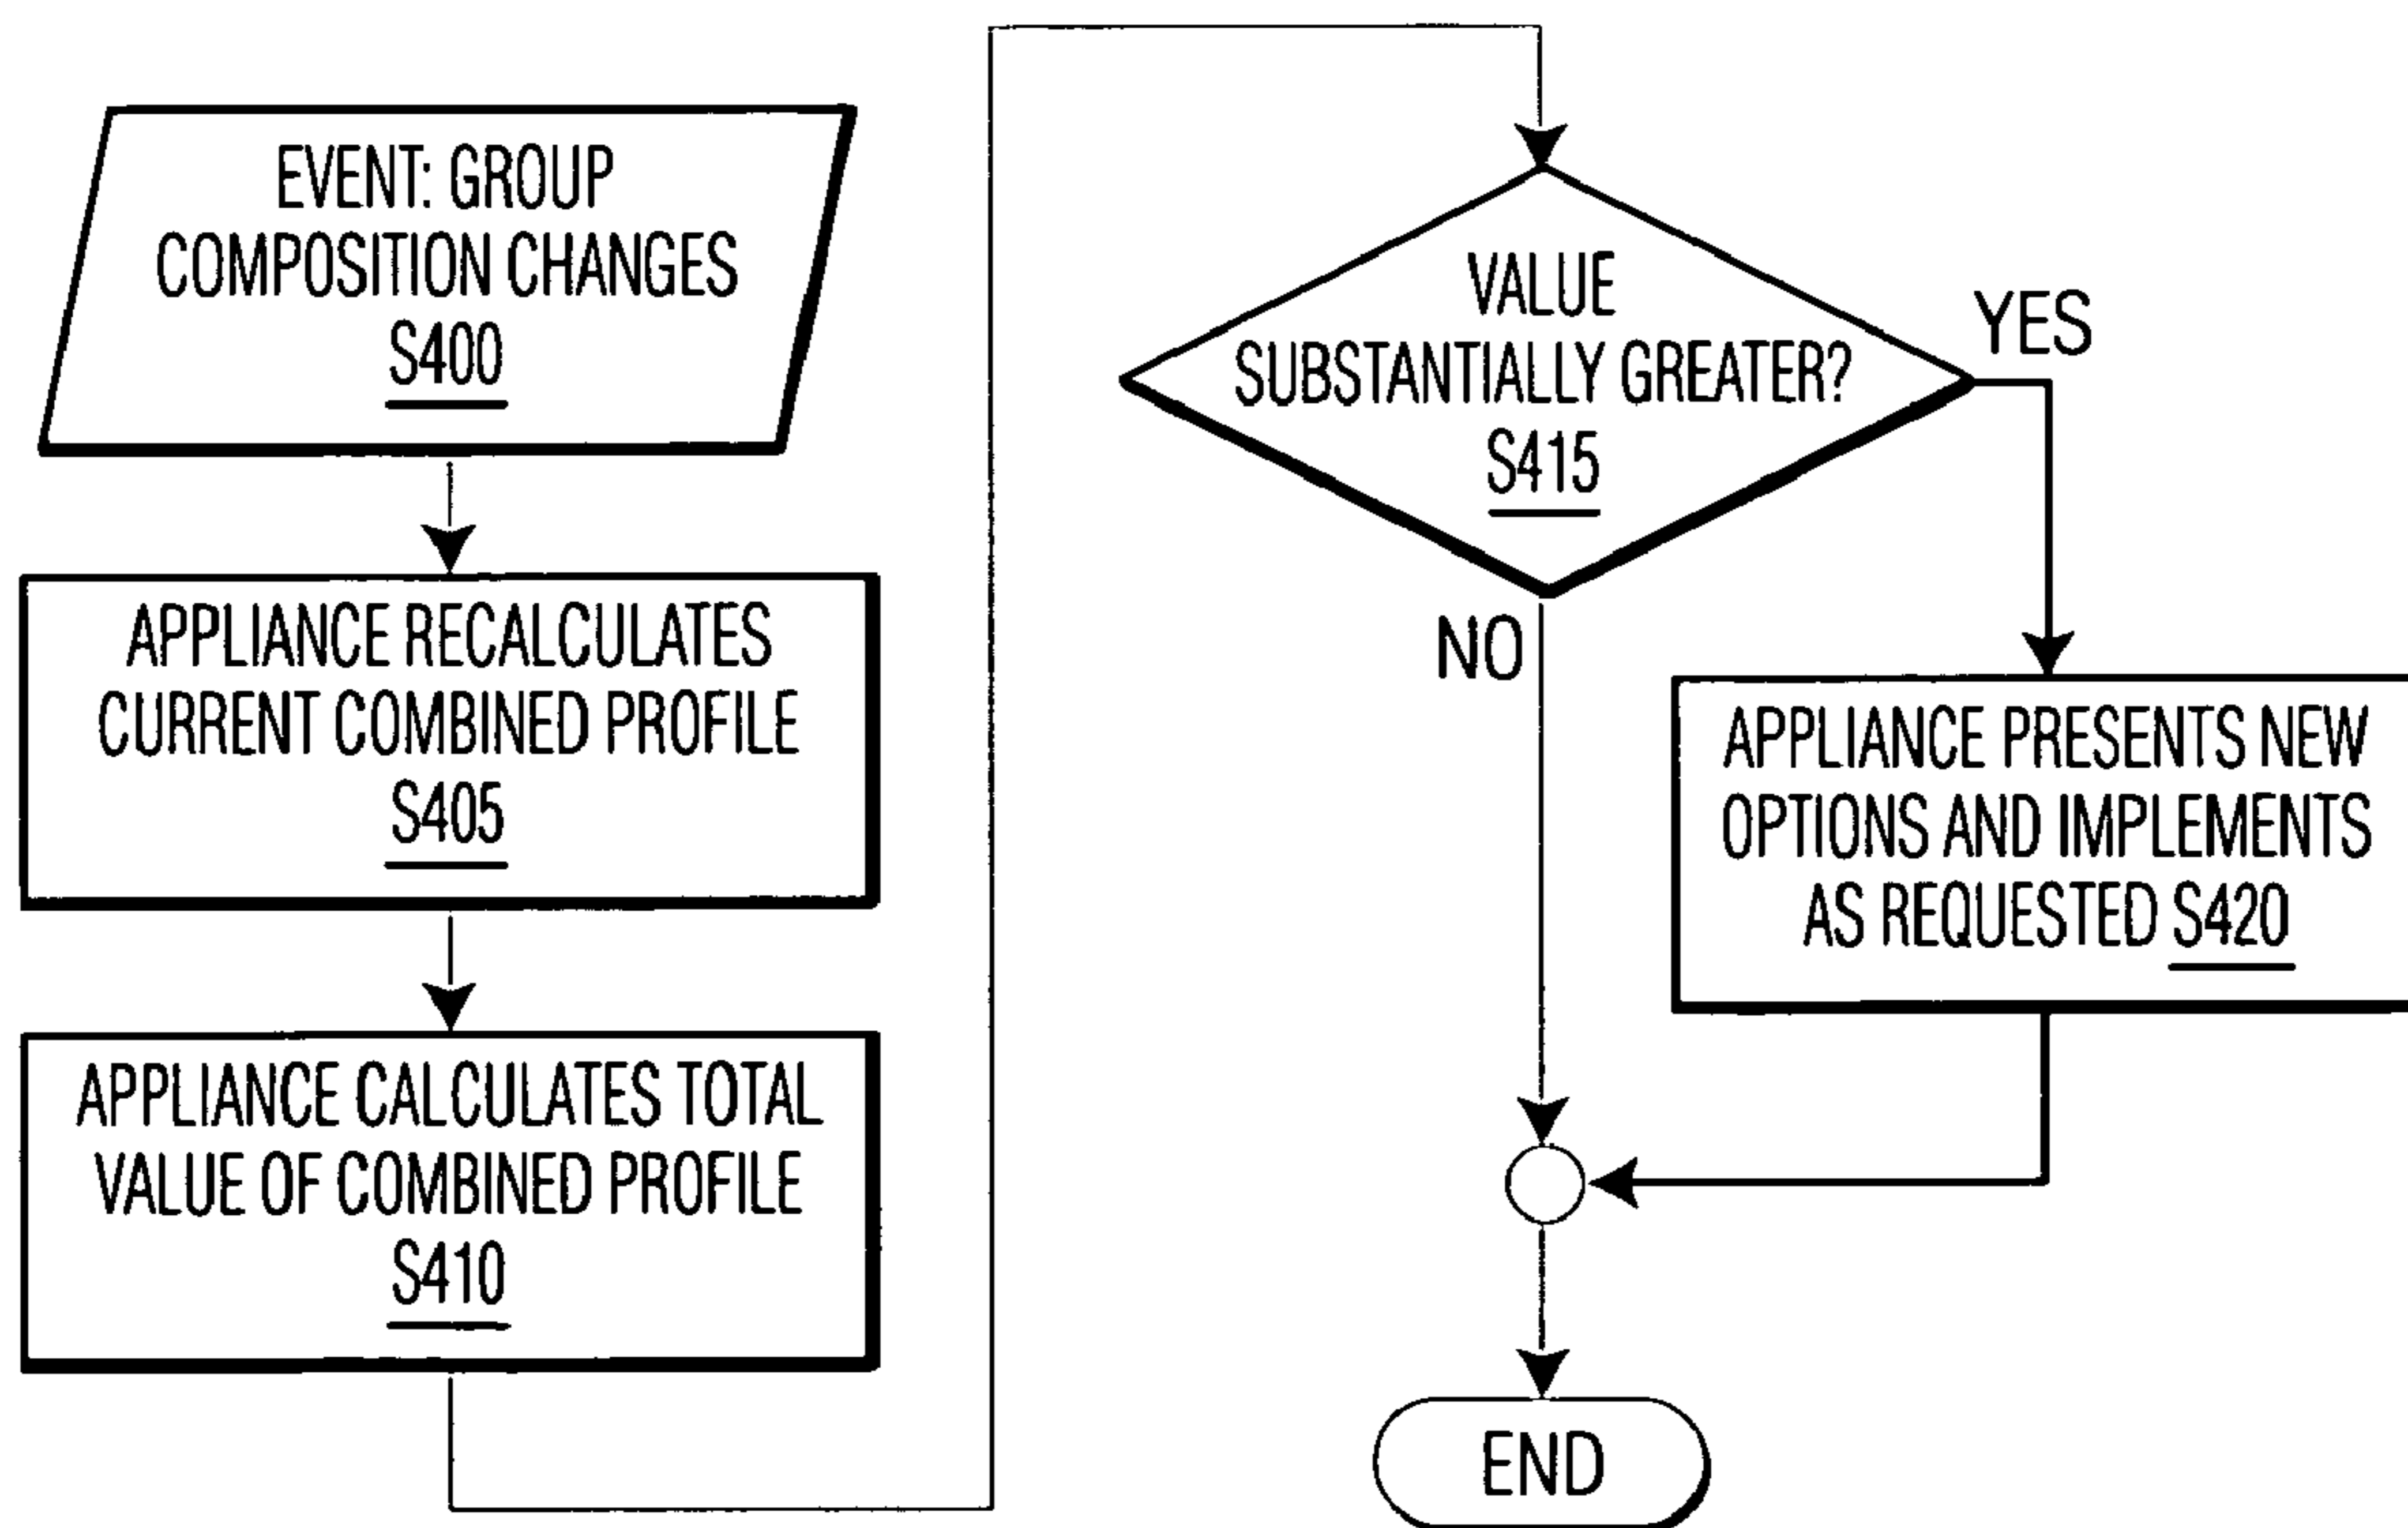 EVENT: GROUP
COMPOSITION CHANGES
S400
APPLIANCE RECALCULATES
CURRENT COMBINED PROFILE
S405
APPLIANCE CALCULATES TOTAL
VALUE OF COMBINED PROFILE
S410
VALUE
SUBSTANTIALLY GREATER?
S415
YES
NO
APPLIANCE PRESENTS NEW
OPTIONS AND IMPLEMENTS
AS REQUESTED S420
END